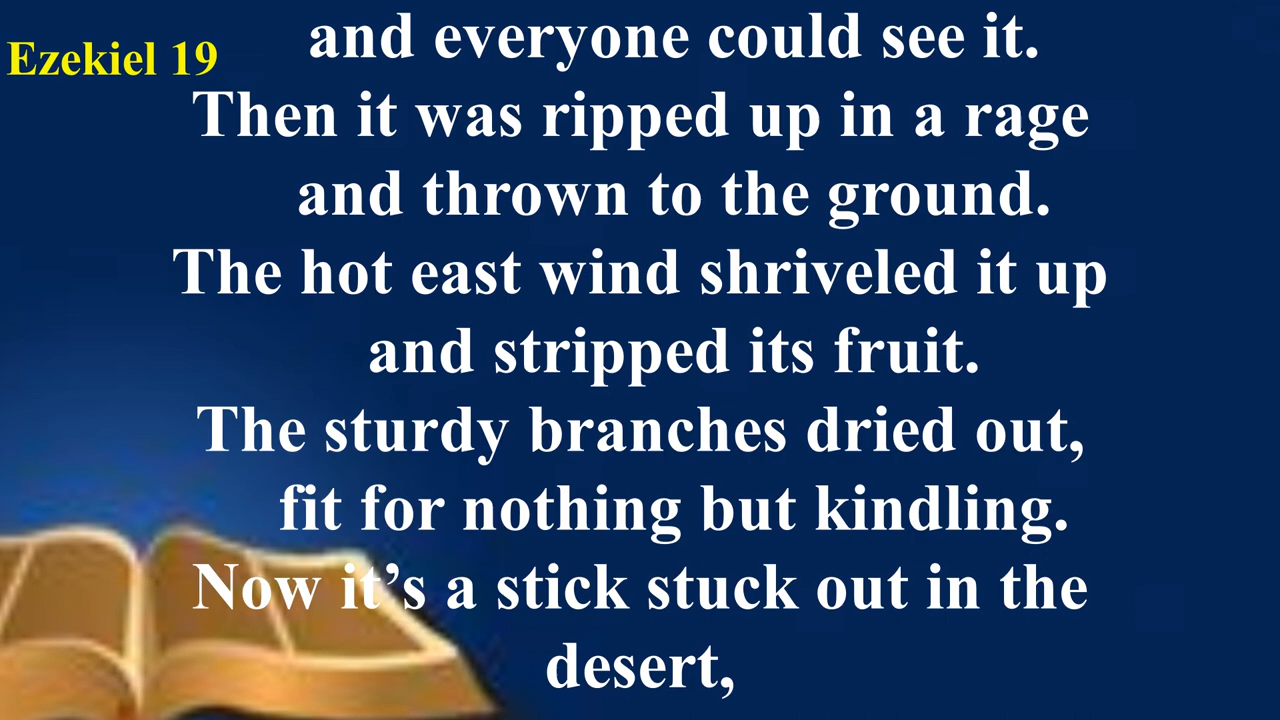 Ezekiel 19
and everyone could see it.
Then it was ripped up in a rage
and thrown to the ground.
The hot east wind shriveled it up
and stripped its fruit.
The sturdy branches dried out,
fit for nothing but kindling.
Now it’s a stick stuck out in the
desert,